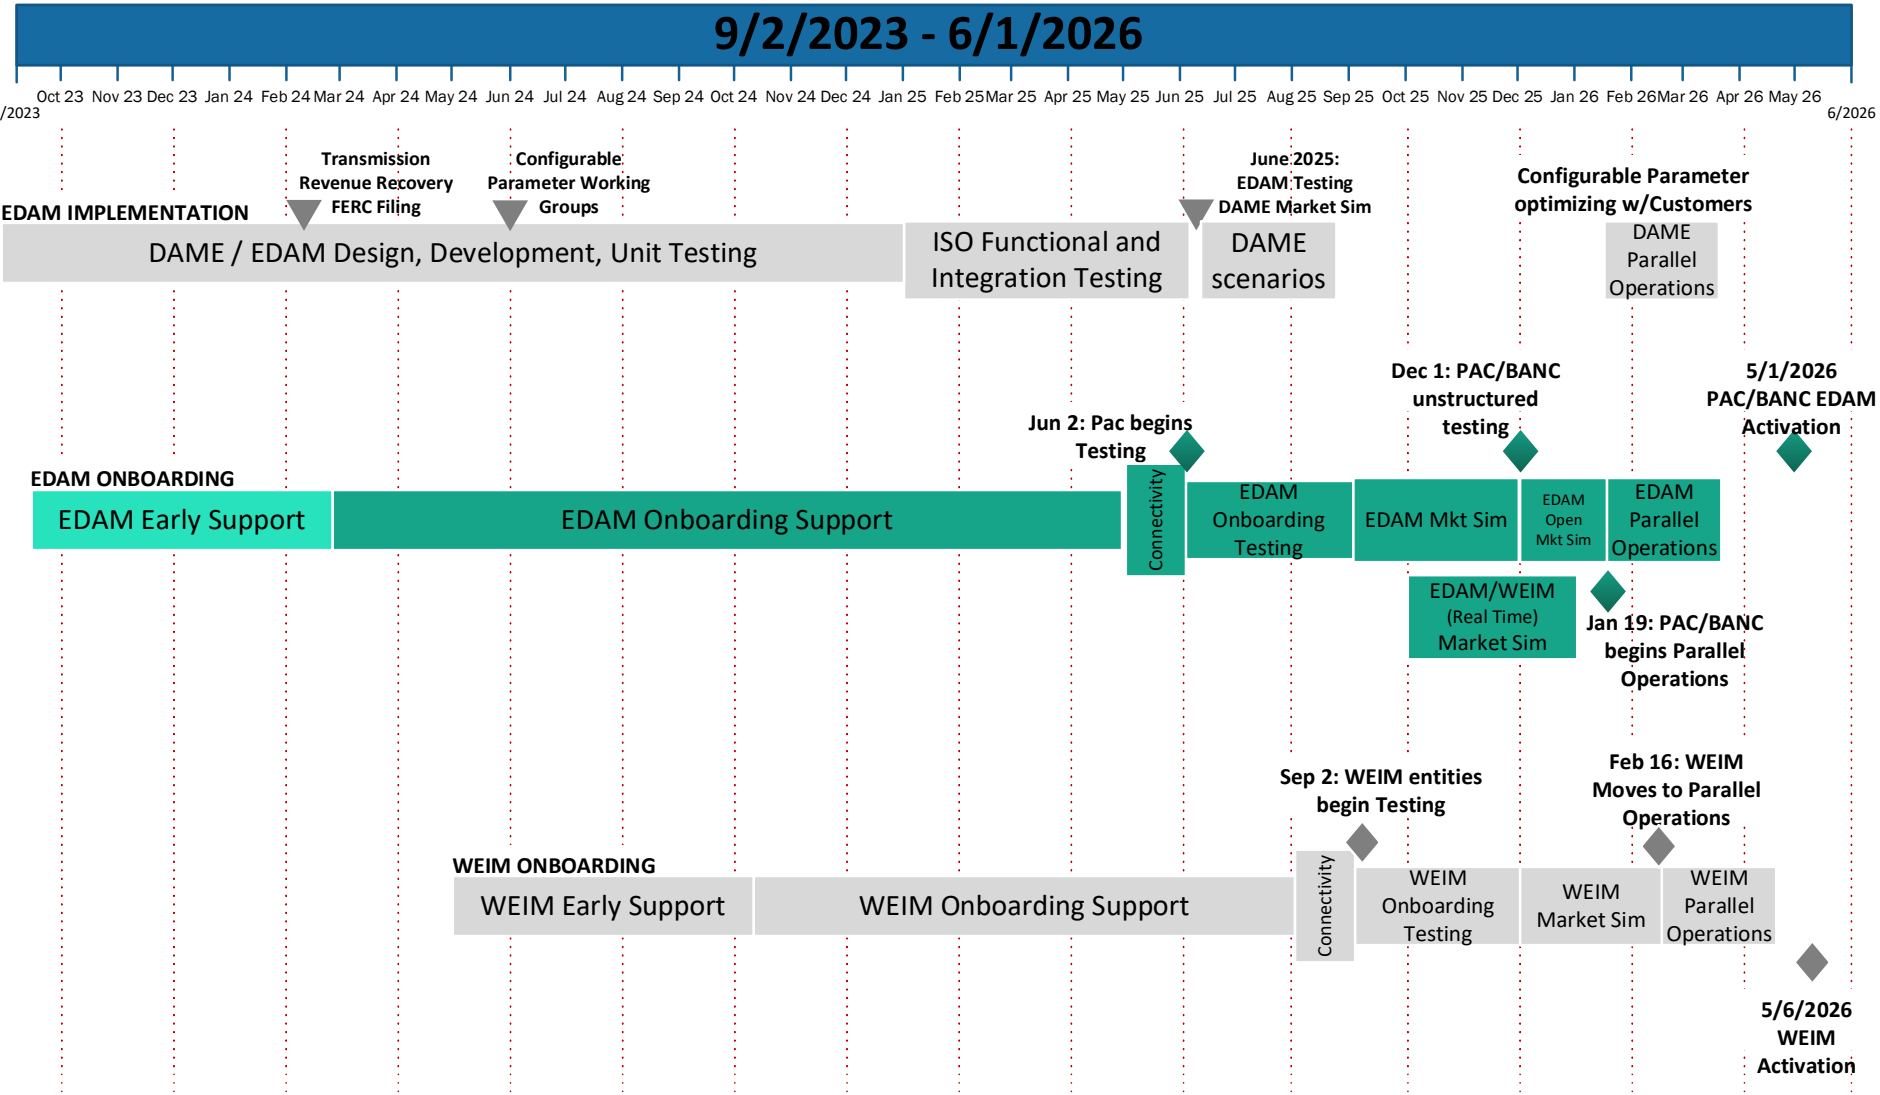 9/2/2023 - 6/1/2026
Oct 23 Nov 23 Dec 23 Jan 24 Feb 24 Mar 24 Apr 24 May 24 Jun 24 Jul 24 Aug 24 Sep 24 Oct 24 Nov 24 Dec 24 Jan 25 Feb 25 Mar 25 Apr 25 May 25 Jun 25 Jul 25 Aug 25 Sep 25 Oct 25 Nov 25 Dec 25 Jan 26 Feb 26 Mar 26 Apr 26 May 26
/2023
6/2026
Transmission
Revenue Recovery
FERC Filing
Configurable
Parameter Working
Groups
June 2025:
EDAM Testing
DAME Market Sim
Configurable Parameter
optimizing w/Customers
EDAM IMPLEMENTATION
DAME / EDAM Design, Development, Unit Testing
ISO Functional and
Integration Testing
DAME
scenarios
DAME
Parallel
Operations
Jun 2: Pac begins
Testing
Dec 1: PAC/BANC
unstructured
testing
5/1/2026
PAC/BANC EDAM
Activation
EDAM ONBOARDING
EDAM Early Support
EDAM Onboarding Support
Connectivity
EDAM
Onboarding
Testing
EDAM Mkt Sim
EDAM
Open
Mkt Sim
EDAM
Parallel
Operations
EDAM/WEIM
(Real Time)
Market Sim
Jan 19: PAC/BANC
begins Parallel
Operations
Sep 2: WEIM entities
begin Testing
Feb 16: WEIM
Moves to Parallel
Operations
WEIM ONBOARDING
WEIM Early Support
WEIM Onboarding Support
Connectivity
WEIM
Onboarding
Testing
WEIM
Market Sim
WEIM
Parallel
Operations
5/6/2026
WEIM
Activation